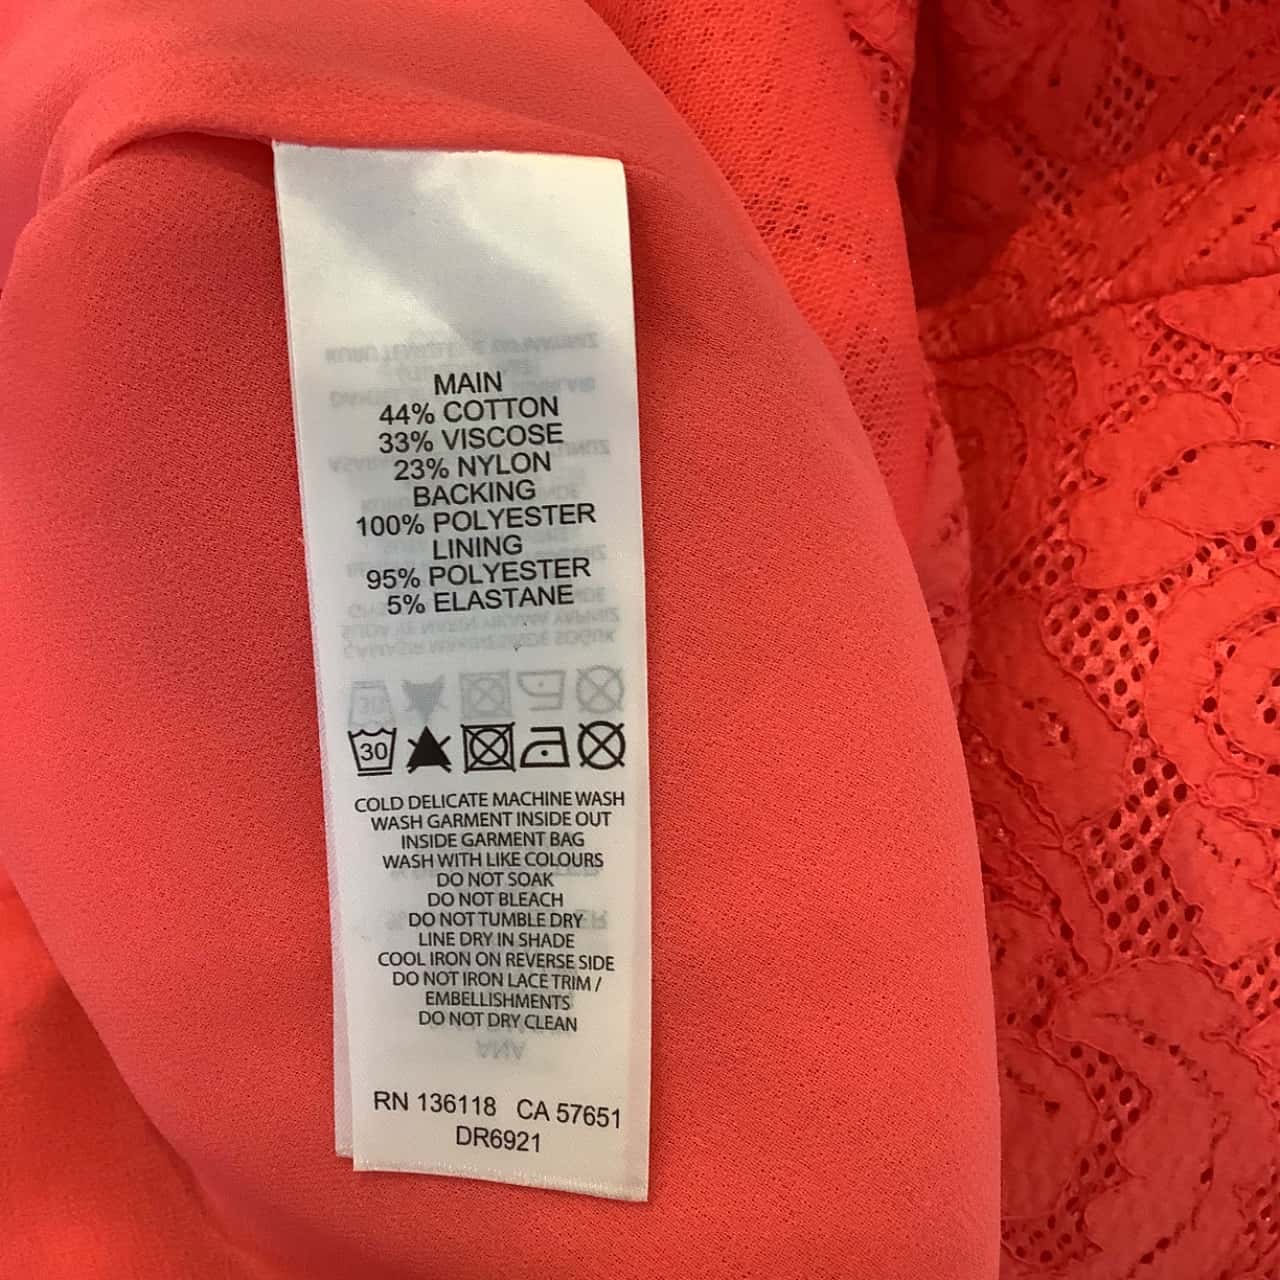 MAIN
44% COTTON
33% VISCOSE
23% NYLON
BACKING
100% POLYESTER
LINING
95% POLYESTER
5% ELASTANE
30
COLD DELICATE MACHINE WASH
WASH GARMENT INSIDE OUT
INSIDE GARMENT BAG
WASH WITH LIKE COLOURS
DO NOT SOAK
DO NOT BLEACH
DO NOT TUMBLE DRY
LINE DRY IN SHADE
COOL IRON ON REVERSE SIDE
DO NOT IRON LACE TRIM /
EMBELLISHMENTS
DO NOT DRY CLEAN
RN 136118 CA 57651
DR6921